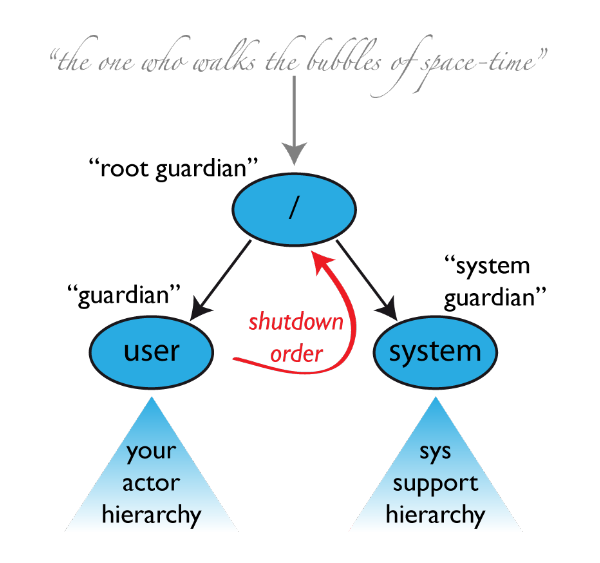 “the one who walks the bubbles of space-time”
“root guardian”
/
“system
guardian”
“guardian”
shutdown
order
user
system
your
actor
hierarchy
sys
support
hierarchy